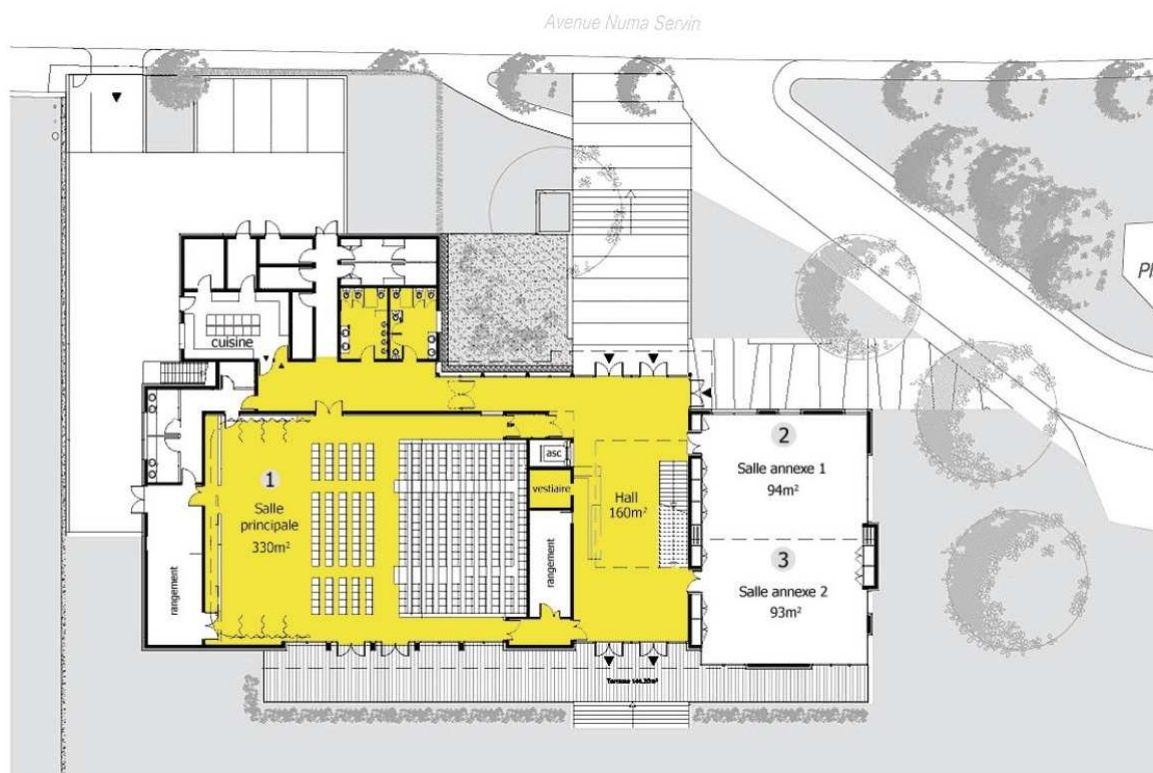 Avenue Numa Servin
Pl
cuisine
asc
vestiaire
rangement
rangement
1
Salle
principale
330m²
Hall
160m²
2
Salle annexe 1
94m²
3
Salle annexe 2
93m²